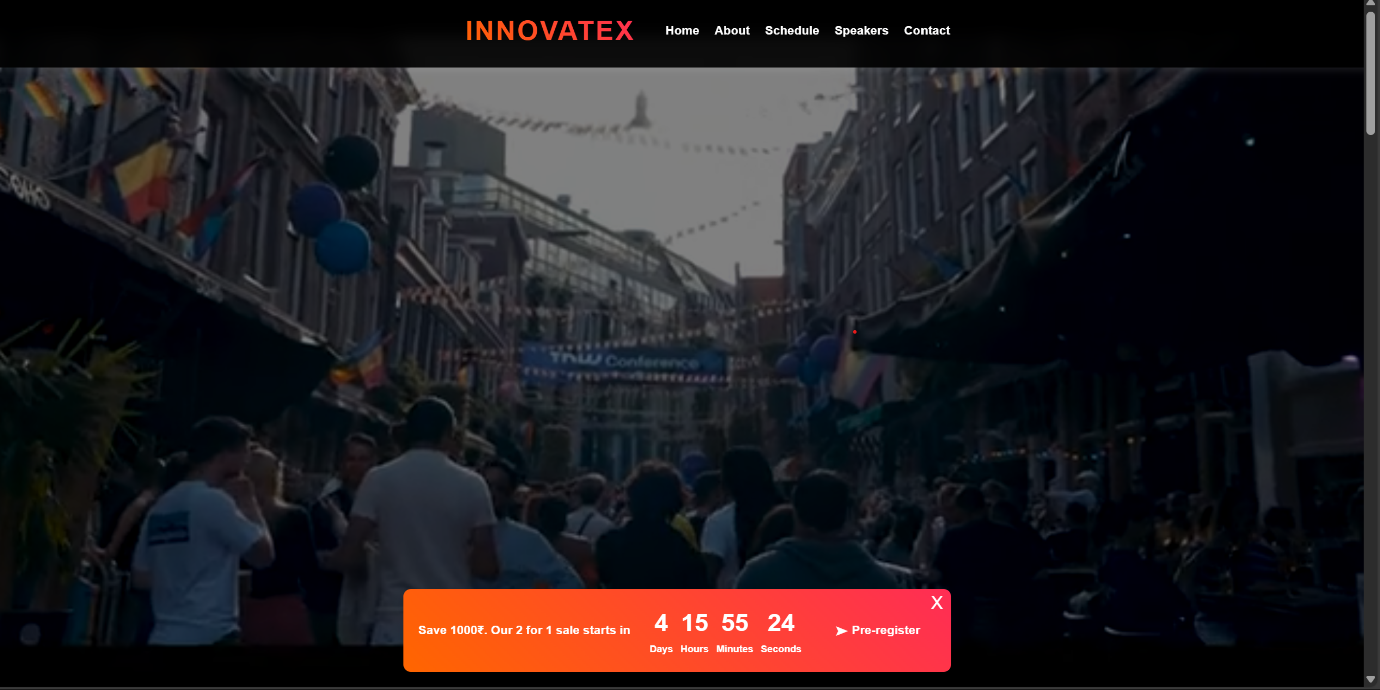 INNOVATEX
Home About Schedule Speakers Contact
TNW Conference
X
Save 1000₹. Our 2 for 1 sale starts in
4 15 55 24
Days Hours Minutes Seconds
➤ Pre-register